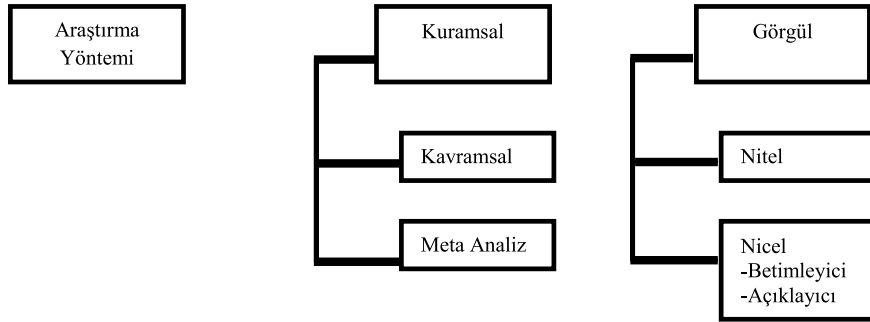 Araştırma
Yöntemi
Kuramsal
Kavramsal
Meta Analiz
Görgül
Nitel
Nicel
-Betimleyici
-Açıklayıcı